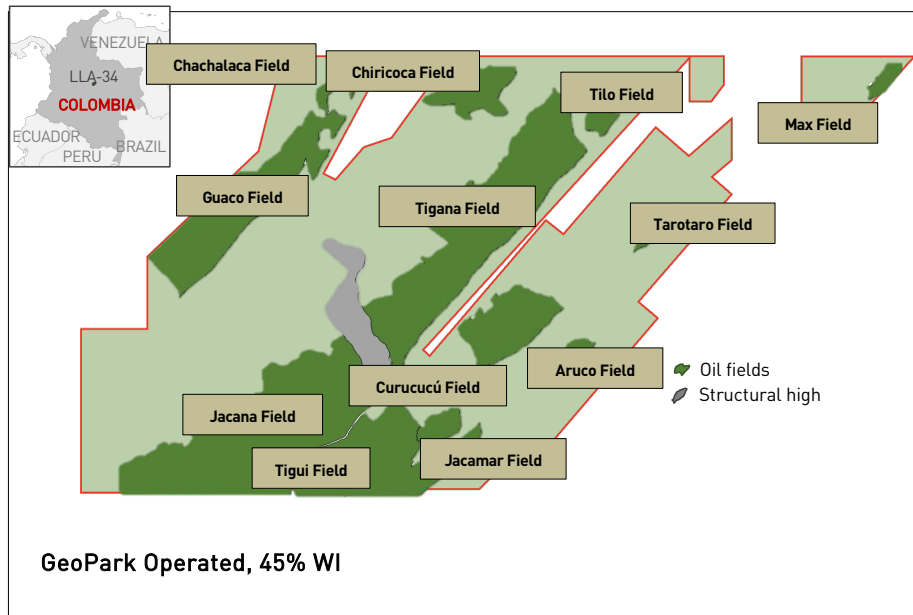 VENEZUELA
LLA-34
COLOMBIA
ECUADOR
PERU
BRAZIL
Chachalaca Field
Chiricoca Field
Tilo Field
Max Field
Guaco Field
Tigana Field
Tarotaro Field
Aruco Field
Oil fields
Structural high
Curucucú Field
Jacana Field
Tigui Field
Jacamar Field
GeoPark Operated, 45% WI